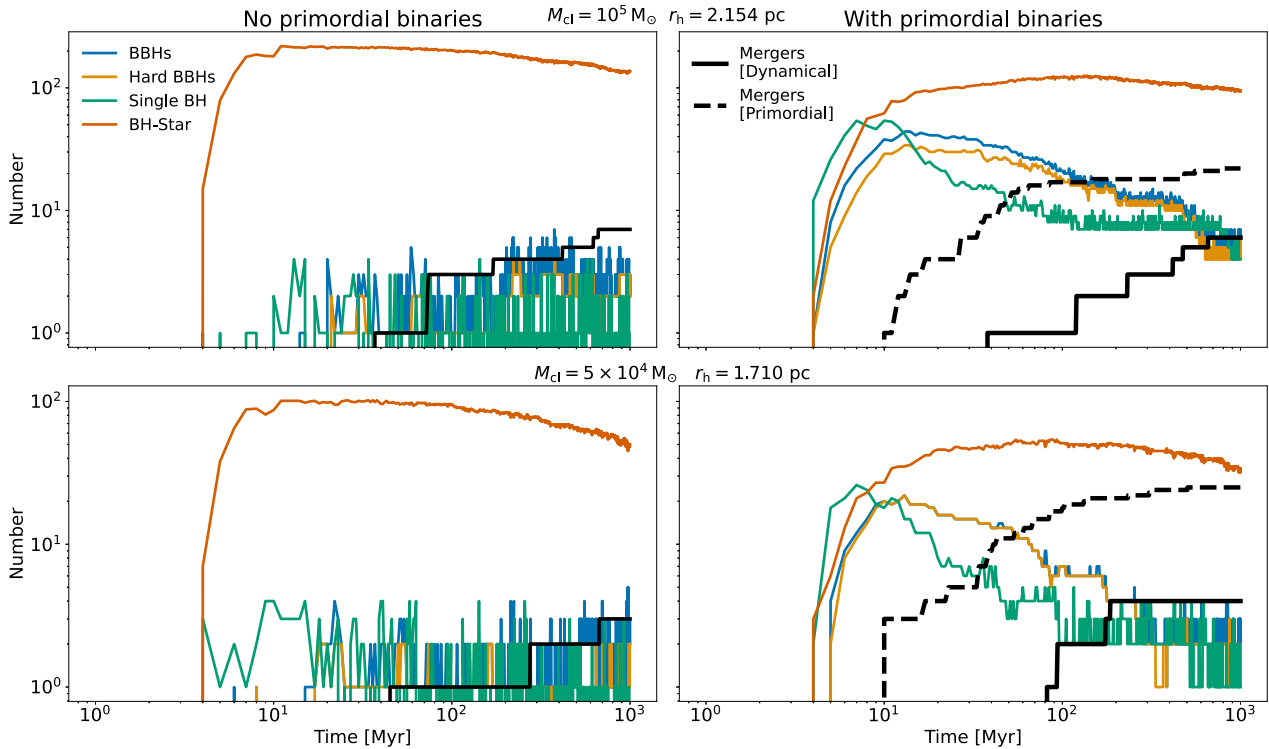 No primordial binaries
M_cl = 10^5 M_⊙ r_h = 2.154 pc
With primordial binaries
Number
10^2
10^1
10^0
BBHs
Hard BBHs
Single BH
BH-Star
Mergers
[Dynamical]
Mergers
[Primordial]
M_cl = 5 × 10^4 M_⊙ r_h = 1.710 pc
Number
10^2
10^1
10^0
10^0 10^1 10^2 10^3
Time [Myr]
10^0 10^1 10^2 10^3
Time [Myr]